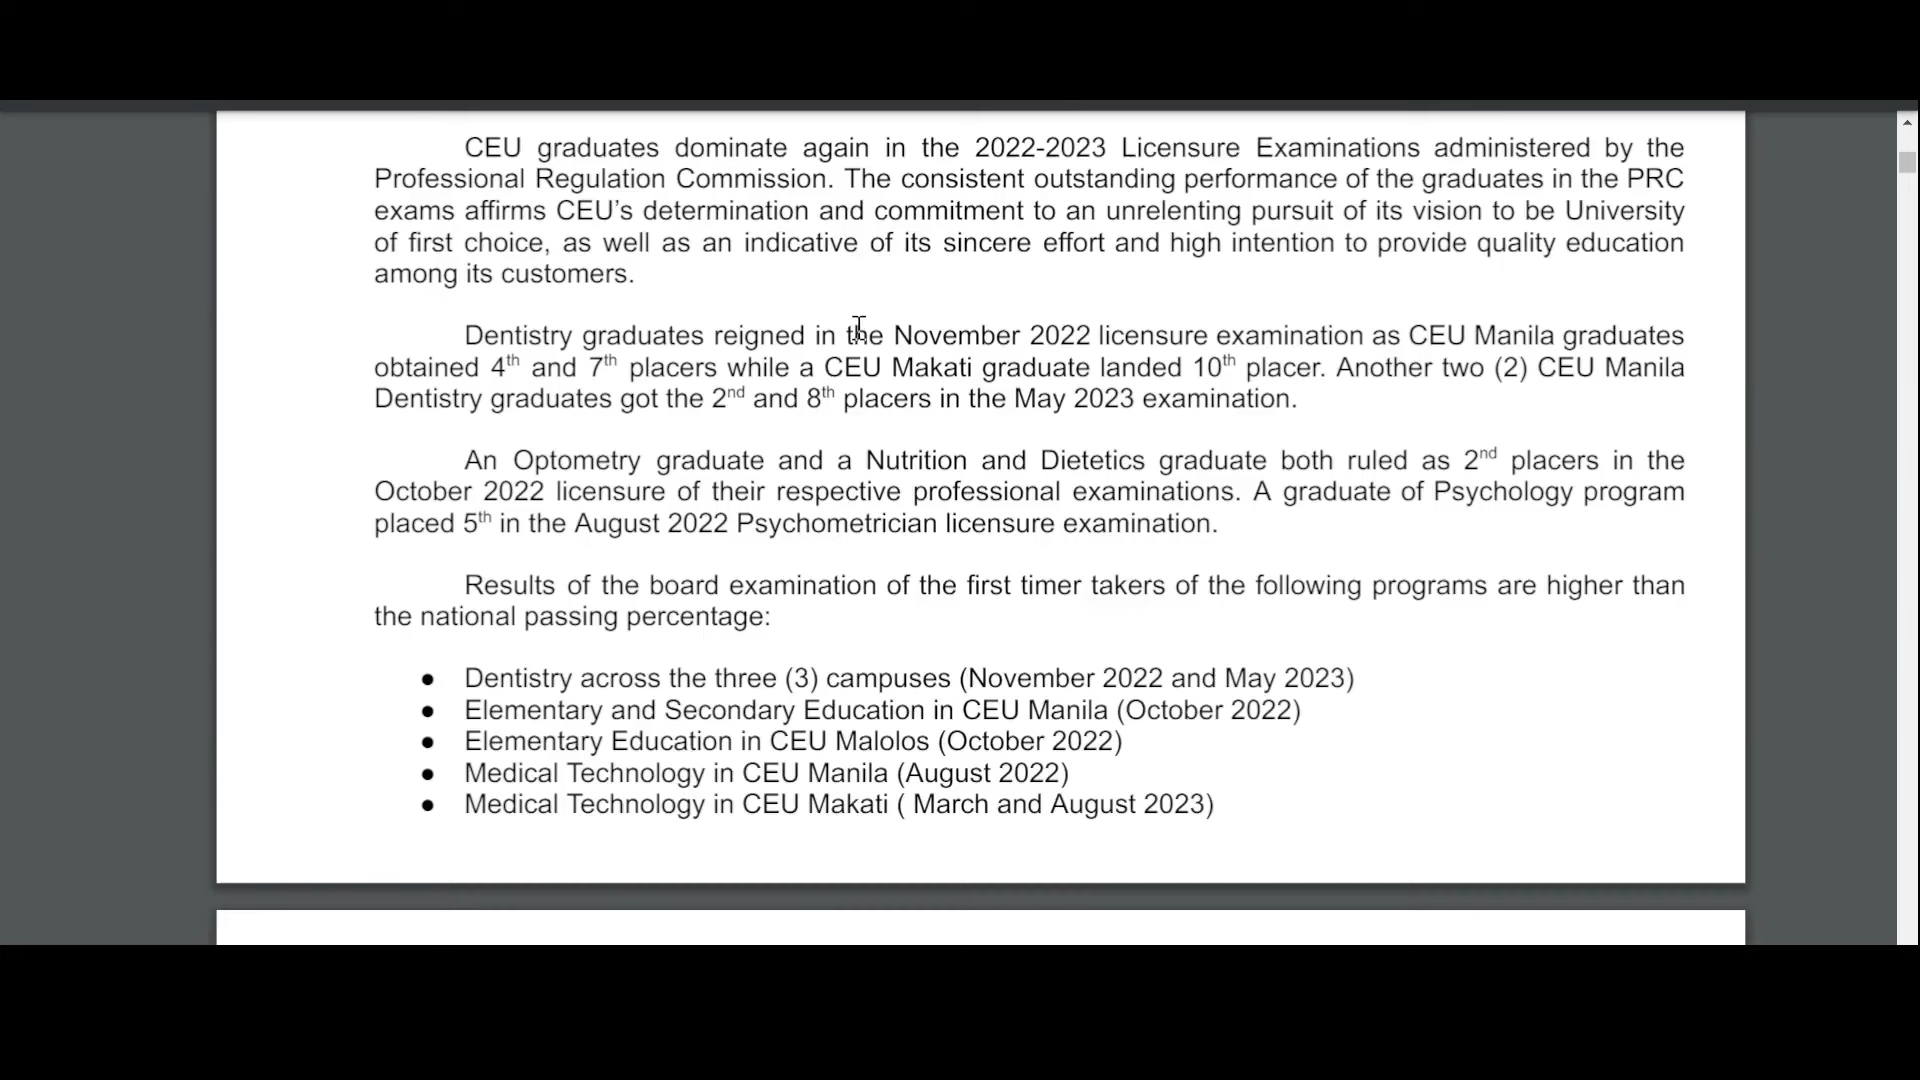 CEU graduates dominate again in the 2022-2023 Licensure Examinations administered by the
Professional Regulation Commission. The consistent outstanding performance of the graduates in the PRC
exams affirms CEU’s determination and commitment to an unrelenting pursuit of its vision to be University
of first choice, as well as an indicative of its sincere effort and high intention to provide quality education
among its customers.
Dentistry graduates reigned in the November 2022 licensure examination as CEU Manila graduates
obtained 4th and 7th placers while a CEU Makati graduate landed 10th placer. Another two (2) CEU Manila
Dentistry graduates got the 2nd and 8th placers in the May 2023 examination.
An Optometry graduate and a Nutrition and Dietetics graduate both ruled as 2nd placers in the
October 2022 licensure of their respective professional examinations. A graduate of Psychology program
placed 5th in the August 2022 Psychometrician licensure examination.
Results of the board examination of the first timer takers of the following programs are higher than
the national passing percentage:
● Dentistry across the three (3) campuses (November 2022 and May 2023)
● Elementary and Secondary Education in CEU Manila (October 2022)
● Elementary Education in CEU Malolos (October 2022)
● Medical Technology in CEU Manila (August 2022)
● Medical Technology in CEU Makati ( March and August 2023)